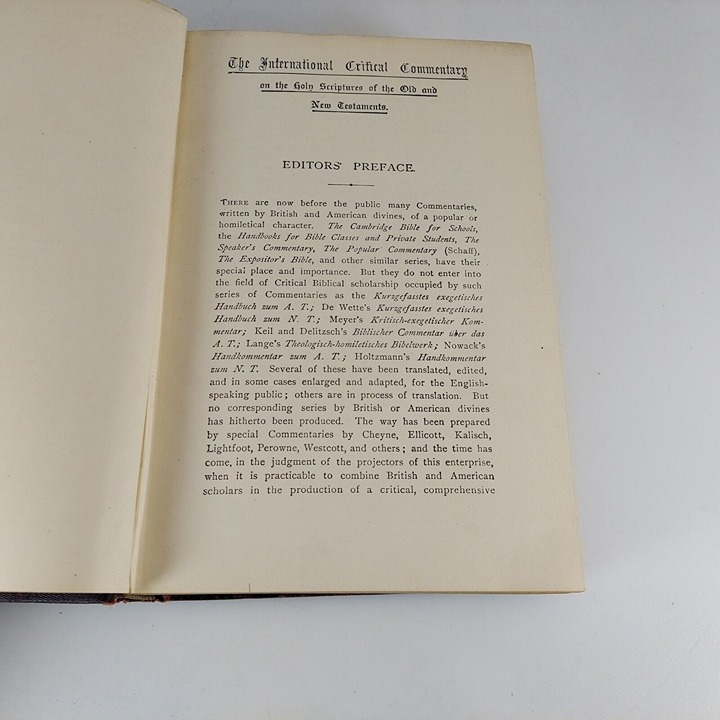 The International Critical Commentary
on the Holy Scriptures of the Old and
New Testaments.
EDITORS' PREFACE.
THERE are now before the public many Commentaries,
written by British and American divines, of a popular or
homiletical character. The Cambridge Bible for Schools,
the Handbooks for Bible Classes and Private Students, The
Speaker's Commentary, The Popular Commentary (Schaff),
The Expositor's Bible, and other similar series, have their
special place and importance. But they do not enter into
the field of Critical Biblical scholarship occupied by such
series of Commentaries as the Kurzgefasstes exegetisches
Handbuch zum A. T.; De Wette's Kurzgefasstes exegetisches
Handbuch zum N. T.; Meyer's Kritisch-exegetischer Kom-
mentar; Keil and Delitzsch's Biblischer Commentar über das
A. T.; Lange's Theologisch-homiletisches Bibelwerk; Nowack's
Handkommentar zum A. T.; Holtzmann's Handkommentar
zum N. T. Several of these have been translated, edited,
and in some cases enlarged and adapted, for the English-
speaking public; others are in process of translation. But
no corresponding series by British or American divines
has hitherto been produced. The way has been prepared
by special Commentaries by Cheyne, Ellicott, Kalisch,
Lightfoot, Perowne, Westcott, and others; and the time has
come, in the judgment of the projectors of this enterprise,
when it is practicable to combine British and American
scholars in the production of a critical, comprehensive